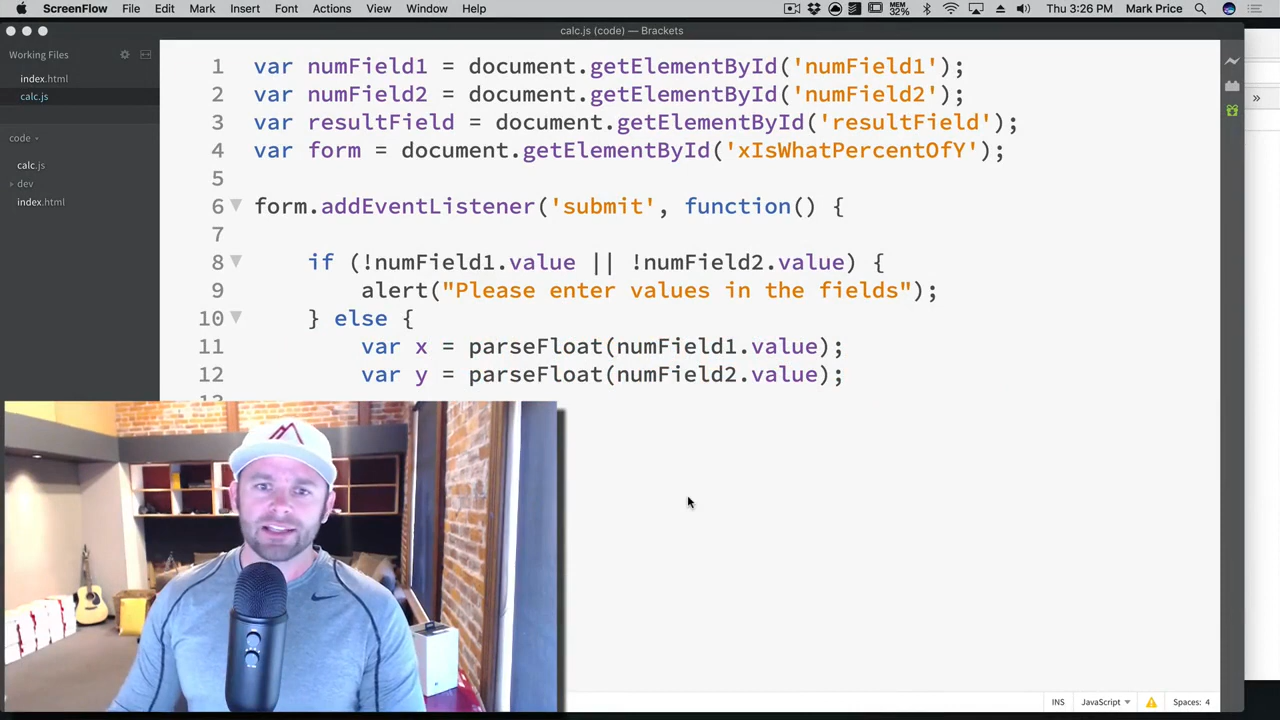 ScreenFlow File Edit Mark Insert Font Actions View Window Help MEM 32% Thu 3:26 PM Mark Price
calc.js (code) — Brackets
Working Files
index.html
calc.js
code
calc.js
dev
index.html
1 var numField1 = document.getElementById('numField1');
2 var numField2 = document.getElementById('numField2');
3 var resultField = document.getElementById('resultField');
4 var form = document.getElementById('xIsWhatPercentOfY');
5
6 form.addEventListener('submit', function() {
7
8 if (!numField1.value || !numField2.value) {
9 alert("Please enter values in the fields");
10 } else {
11 var x = parseFloat(numField1.value);
12 var y = parseFloat(numField2.value);
INS JavaScript Spaces: 4